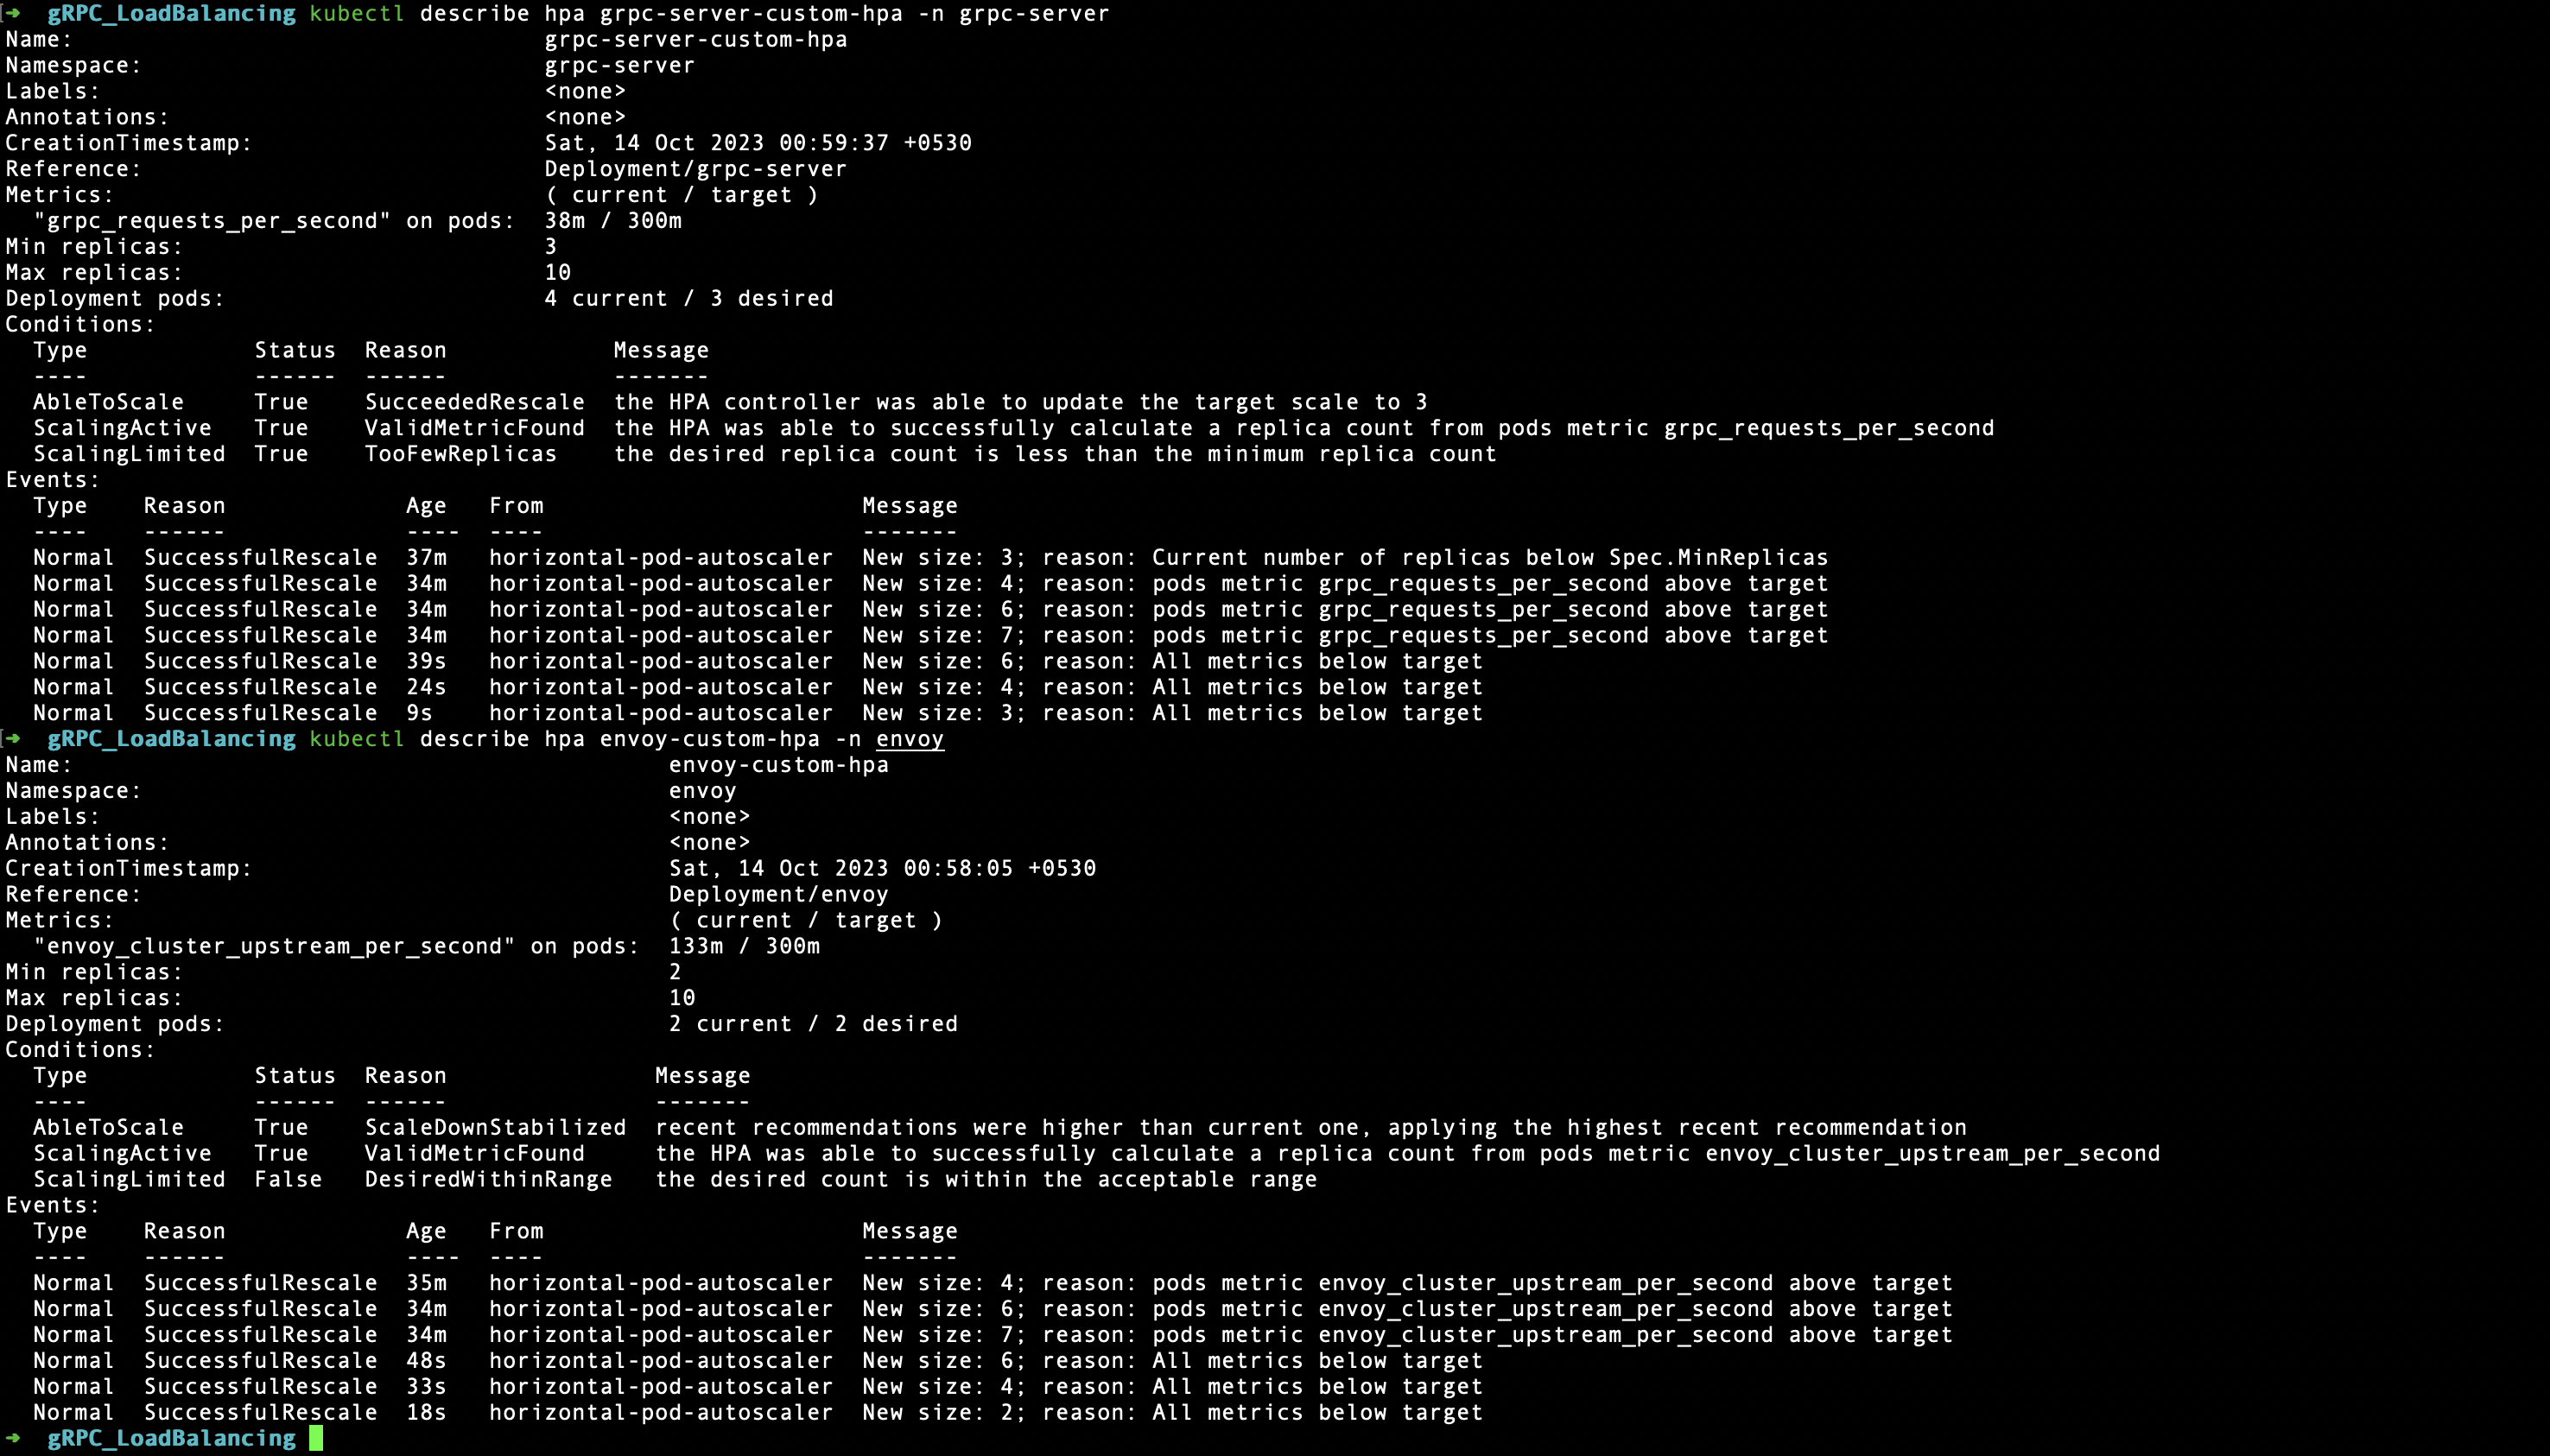 ➜  gRPC_LoadBalancing kubectl describe hpa grpc-server-custom-hpa -n grpc-server
Name:                                  grpc-server-custom-hpa
Namespace:                             grpc-server
Labels:                                <none>
Annotations:                           <none>
CreationTimestamp:                     Sat, 14 Oct 2023 00:59:37 +0530
Reference:                             Deployment/grpc-server
Metrics:                               ( current / target )
  "grpc_requests_per_second" on pods:  38m / 300m
Min replicas:                          3
Max replicas:                          10
Deployment pods:                       4 current / 3 desired
Conditions:
  Type            Status  Reason            Message
  ----            ------  ------            -------
  AbleToScale     True    SucceededRescale  the HPA controller was able to update the target scale to 3
  ScalingActive   True    ValidMetricFound  the HPA was able to successfully calculate a replica count from pods metric grpc_requests_per_second
  ScalingLimited  True    TooFewReplicas    the desired replica count is less than the minimum replica count
Events:
  Type    Reason             Age   From                       Message
  ----    ------             ----  ----                       -------
  Normal  SuccessfulRescale  37m   horizontal-pod-autoscaler  New size: 3; reason: Current number of replicas below Spec.MinReplicas
  Normal  SuccessfulRescale  34m   horizontal-pod-autoscaler  New size: 4; reason: pods metric grpc_requests_per_second above target
  Normal  SuccessfulRescale  34m   horizontal-pod-autoscaler  New size: 6; reason: pods metric grpc_requests_per_second above target
  Normal  SuccessfulRescale  34m   horizontal-pod-autoscaler  New size: 7; reason: pods metric grpc_requests_per_second above target
  Normal  SuccessfulRescale  39s   horizontal-pod-autoscaler  New size: 6; reason: All metrics below target
  Normal  SuccessfulRescale  24s   horizontal-pod-autoscaler  New size: 4; reason: All metrics below target
  Normal  SuccessfulRescale  9s    horizontal-pod-autoscaler  New size: 3; reason: All metrics below target
➜  gRPC_LoadBalancing kubectl describe hpa envoy-custom-hpa -n envoy
Name:                                           envoy-custom-hpa
Namespace:                                      envoy
Labels:                                         <none>
Annotations:                                    <none>
CreationTimestamp:                              Sat, 14 Oct 2023 00:58:05 +0530
Reference:                                      Deployment/envoy
Metrics:                                        ( current / target )
  "envoy_cluster_upstream_per_second" on pods:  133m / 300m
Min replicas:                                   2
Max replicas:                                   10
Deployment pods:                                2 current / 2 desired
Conditions:
  Type            Status  Reason               Message
  ----            ------  ------               -------
  AbleToScale     True    ScaleDownStabilized  recent recommendations were higher than current one, applying the highest recent recommendation
  ScalingActive   True    ValidMetricFound     the HPA was able to successfully calculate a replica count from pods metric envoy_cluster_upstream_per_second
  ScalingLimited  False   DesiredWithinRange   the desired count is within the acceptable range
Events:
  Type    Reason             Age   From                       Message
  ----    ------             ----  ----                       -------
  Normal  SuccessfulRescale  35m   horizontal-pod-autoscaler  New size: 4; reason: pods metric envoy_cluster_upstream_per_second above target
  Normal  SuccessfulRescale  34m   horizontal-pod-autoscaler  New size: 6; reason: pods metric envoy_cluster_upstream_per_second above target
  Normal  SuccessfulRescale  34m   horizontal-pod-autoscaler  New size: 7; reason: pods metric envoy_cluster_upstream_per_second above target
  Normal  SuccessfulRescale  48s   horizontal-pod-autoscaler  New size: 6; reason: All metrics below target
  Normal  SuccessfulRescale  33s   horizontal-pod-autoscaler  New size: 4; reason: All metrics below target
  Normal  SuccessfulRescale  18s   horizontal-pod-autoscaler  New size: 2; reason: All metrics below target
➜  gRPC_LoadBalancing